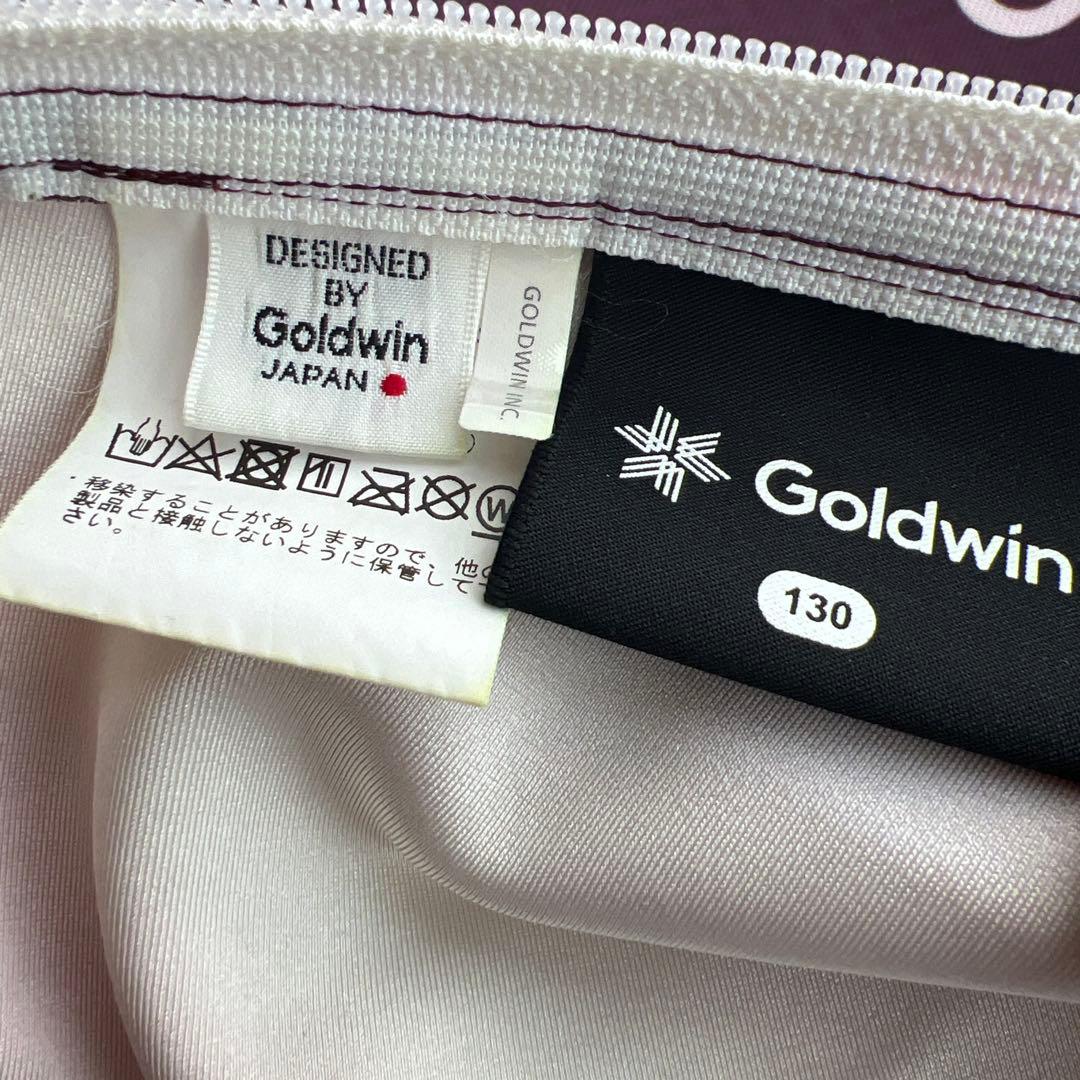 DESIGNED
BY
Goldwin
JAPAN
GOLDWIN INC.
W
・移染することがありますので、他の
製品と接触しないように保管して
さい。
Goldwin
130